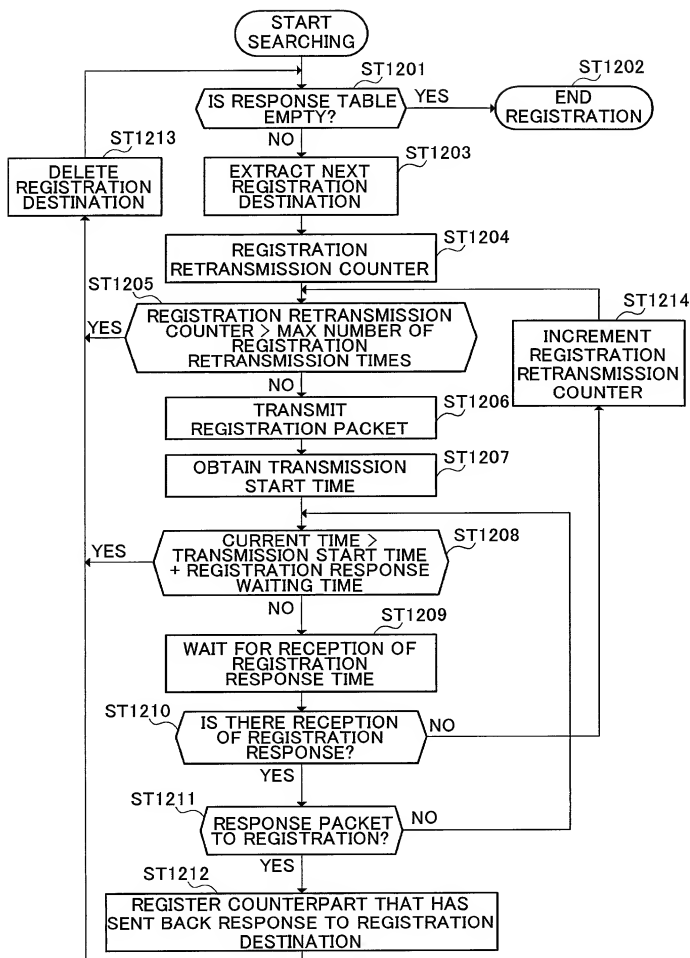 START
SEARCHING
ST1201
IS RESPONSE TABLE
EMPTY?
YES
ST1202
END
REGISTRATION
NO
ST1213
DELETE
REGISTRATION
DESTINATION
ST1203
EXTRACT NEXT
REGISTRATION
DESTINATION
ST1204
REGISTRATION
RETRANSMISSION COUNTER
ST1205
REGISTRATION RETRANSMISSION
COUNTER > MAX NUMBER OF
REGISTRATION
RETRANSMISSION TIMES
YES
ST1214
INCREMENT
REGISTRATION
RETRANSMISSION
COUNTER
NO
ST1206
TRANSMIT
REGISTRATION PACKET
ST1207
OBTAIN TRANSMISSION
START TIME
ST1208
CURRENT TIME >
TRANSMISSION START TIME
+ REGISTRATION RESPONSE
WAITING TIME
YES
NO
ST1209
WAIT FOR RECEPTION OF
REGISTRATION
RESPONSE TIME
ST1210
IS THERE RECEPTION
OF REGISTRATION
RESPONSE?
NO
YES
ST1211
RESPONSE PACKET
TO REGISTRATION?
NO
YES
ST1212
REGISTER COUNTERPART THAT HAS
SENT BACK RESPONSE TO REGISTRATION
DESTINATION